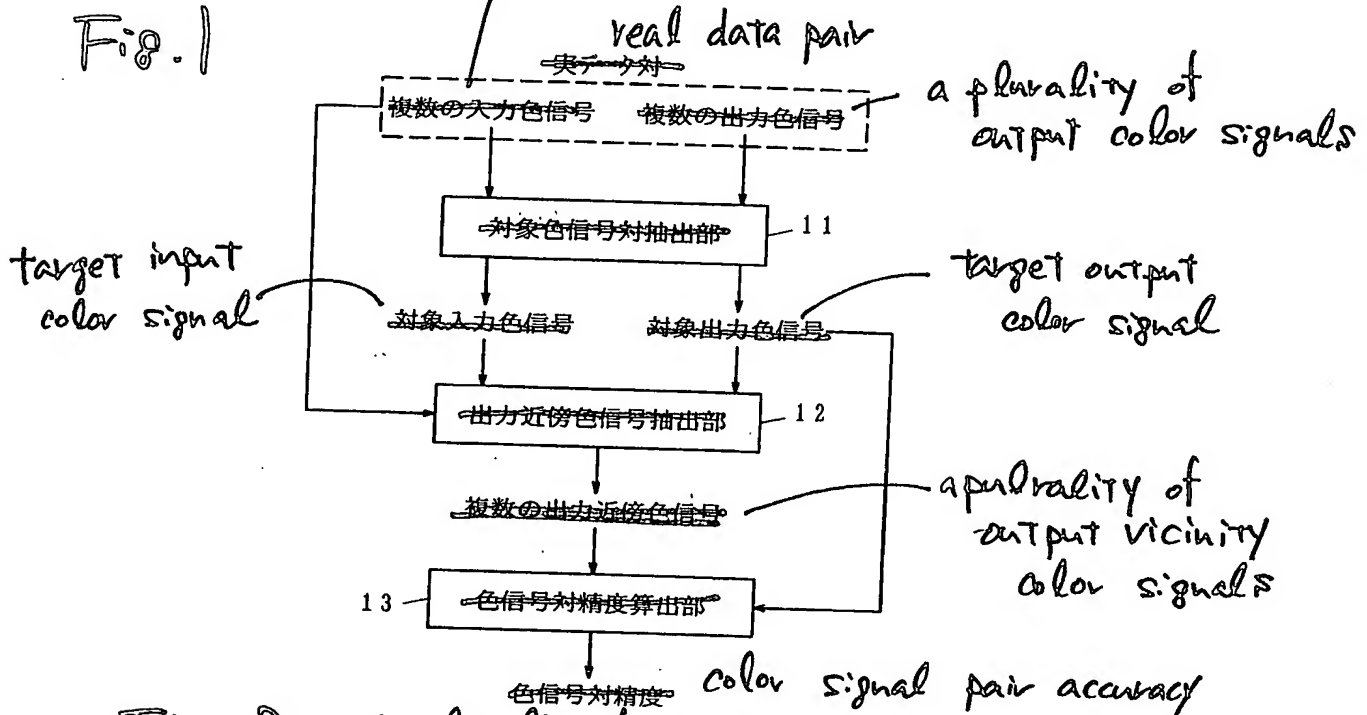 Fig.1
real data pair
実データ対
複数の入力色信号 複数の出力色信号
a plurality of
output color signals
対象色信号対抽出部
11
target input
color signal
target output
color signal
対象入力色信号 対象出力色信号
出力近傍色信号抽出部
12
複数の出力近傍色信号
apulrality of
output vicinity
color signals
13
色信号対精度算出部
色信号対精度
color signal pair accuracy